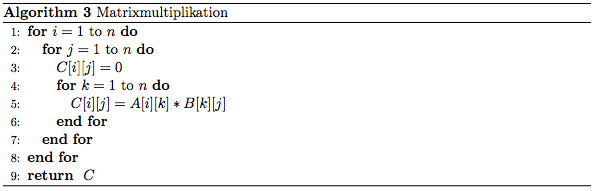 Algorithm 3 Matrixmultiplikation
1: for i = 1 to n do
2: for j = 1 to n do
3: C[i][j] = 0
4: for k = 1 to n do
5: C[i][j] = A[i][k] * B[k][j]
6: end for
7: end for
8: end for
9: return C